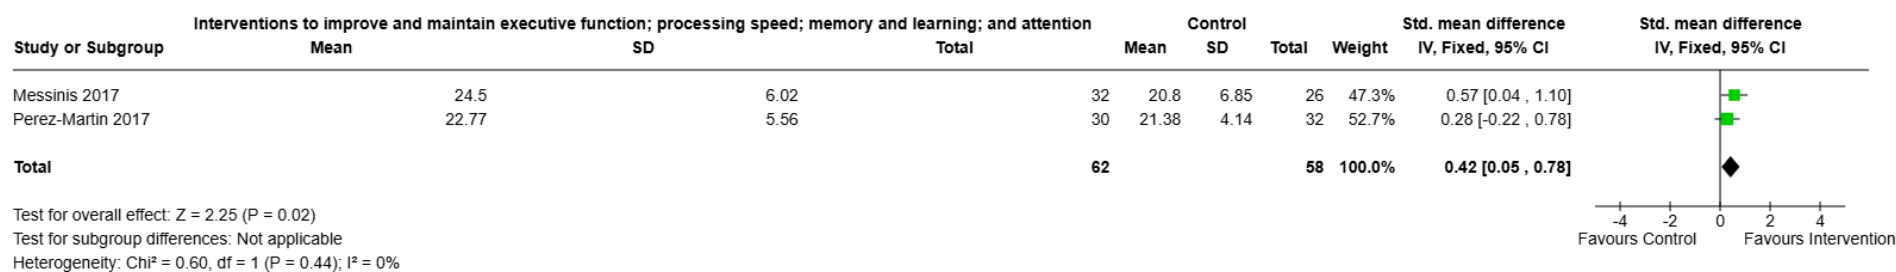 Interventions to improve and maintain executive function; processing speed; memory and learning; and attention Control Std. mean difference Std. mean difference
Study or Subgroup Mean SD Total Mean SD Total Weight IV, Fixed, 95% CI IV, Fixed, 95% CI
Messinis 2017 24.5 6.02 32 20.8 6.85 26 47.3% 0.57 [0.04 , 1.10]
Perez-Martin 2017 22.77 5.56 30 21.38 4.14 32 52.7% 0.28 [-0.22 , 0.78]
Total 62 58 100.0% 0.42 [0.05 , 0.78]
Test for overall effect: Z = 2.25 (P = 0.02)
-4 -2 0 2 4
Test for subgroup differences: Not applicable Favours Control Favours Intervention
Heterogeneity: Chi² = 0.60, df = 1 (P = 0.44); I² = 0%